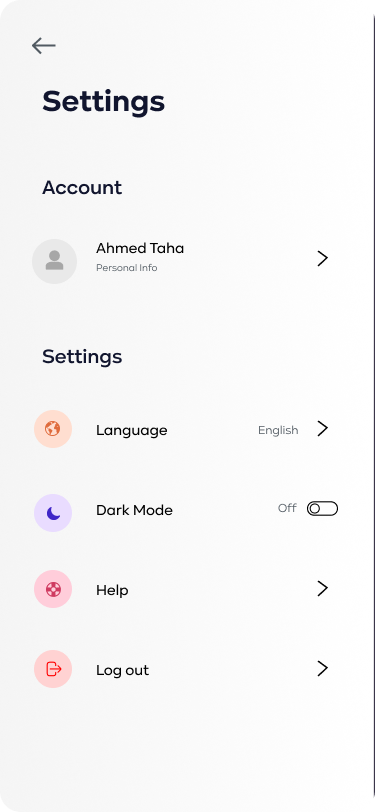 Settings
Account
Ahmed Taha
Personal Info
Settings
Language English
Dark Mode Off
Help
Log out